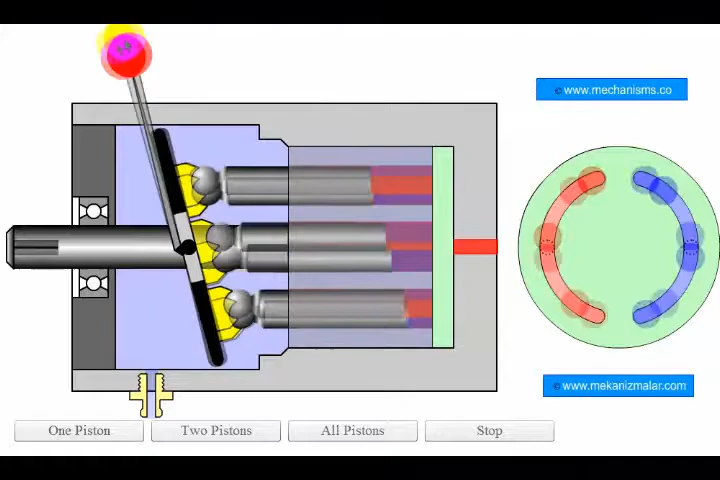 © www.mechanisms.co
© www.mekanizmalar.com
One Piston
Two Pistons
All Pistons
Stop